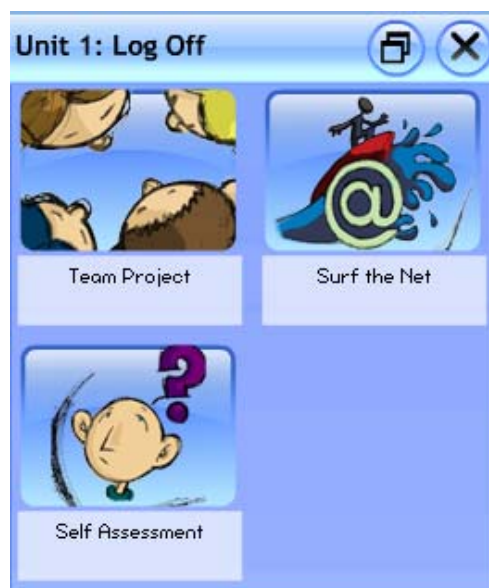 Unit 1: Log Off
Team Project
Surf the Net
@
?
Self Assessment